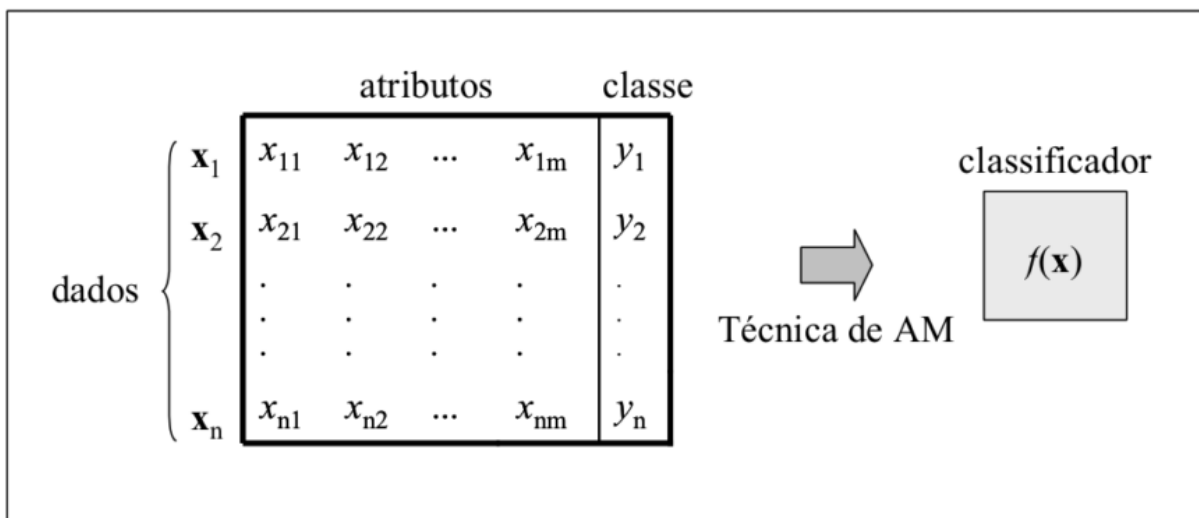 atributos classe
x₁ x₁₁ x₁₂ ... x₁ₘ y₁
classificador
x₂ x₂₁ x₂₂ ... x₂ₘ y₂
f(x)
dados . . . . .
. . . . .
Técnica de AM
. . . . .
xₙ xₙ₁ xₙ₂ ... xₙₘ yₙ